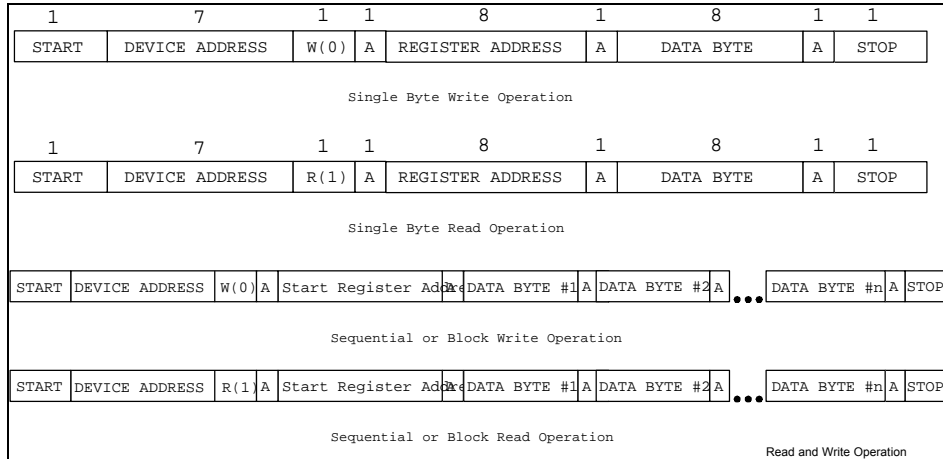 1 7 1 1 8 1 8 1 1
START DEVICE ADDRESS W(0) A REGISTER ADDRESS A DATA BYTE A STOP
Single Byte Write Operation
1 7 1 1 8 1 8 1 1
START DEVICE ADDRESS R(1) A REGISTER ADDRESS A DATA BYTE A STOP
Single Byte Read Operation
START DEVICE ADDRESS W(0) A Start Register Addre A DATA BYTE #1 A DATA BYTE #2 A ••• DATA BYTE #n A STOP
Sequential or Block Write Operation
START DEVICE ADDRESS R(1) A Start Register Addre A DATA BYTE #1 A DATA BYTE #2 A ••• DATA BYTE #n A STOP
Sequential or Block Read Operation
Read and Write Operation